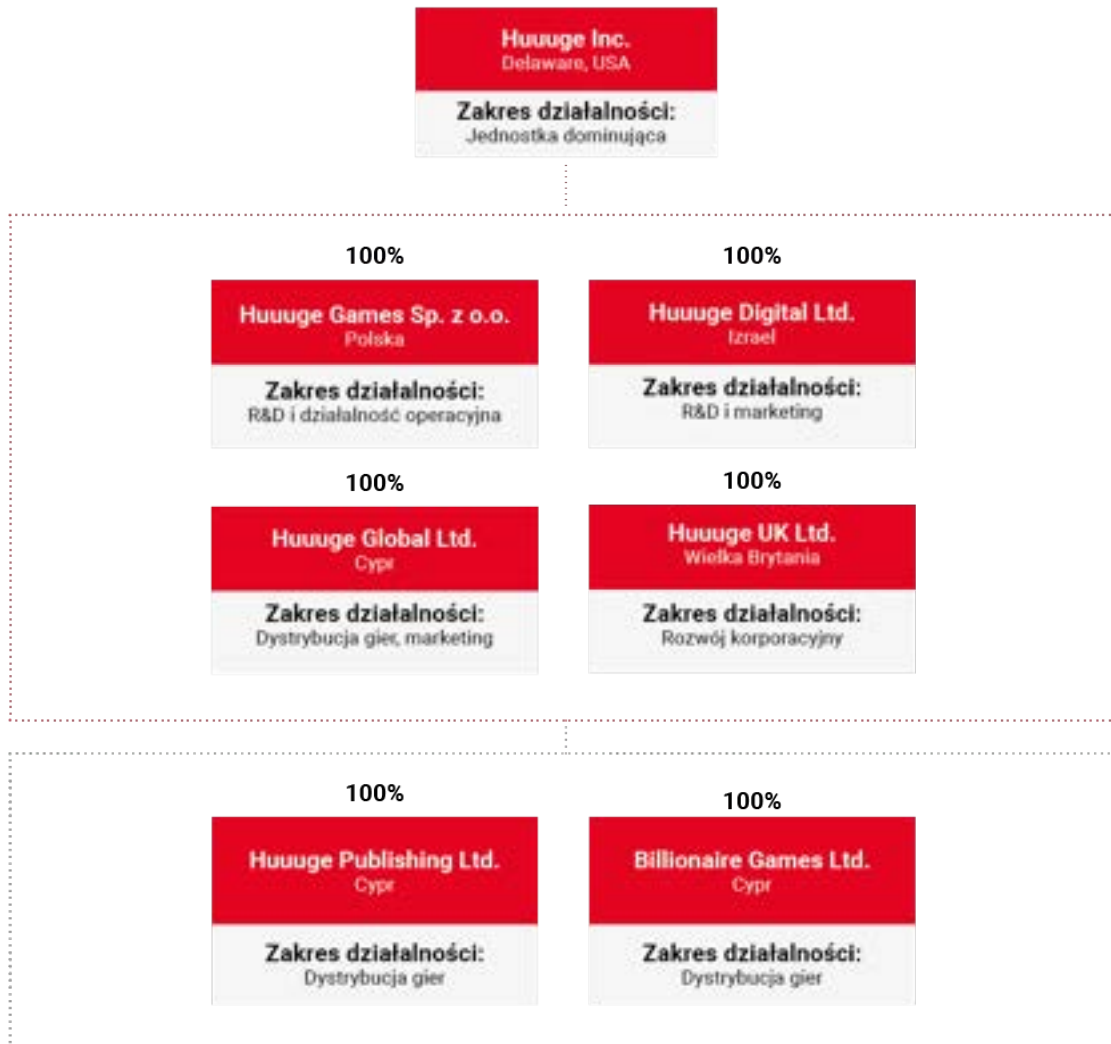 Huuuge Inc.
Delaware, USA
Zakres działalności:
Jednostka dominująca
100%
Huuuge Games Sp. z o.o.
Polska
Zakres działalności:
R&D i działalność operacyjna
100%
Huuuge Digital Ltd.
Izrael
Zakres działalności:
R&D i marketing
100%
Huuuge Global Ltd.
Cypr
Zakres działalności:
Dystrybucja gier, marketing
100%
Huuuge UK Ltd.
Wielka Brytania
Zakres działalności:
Rozwój korporacyjny
100%
Huuuge Publishing Ltd.
Cypr
Zakres działalności:
Dystrybucja gier
100%
Billionaire Games Ltd.
Cypr
Zakres działalności:
Dystrybucja gier